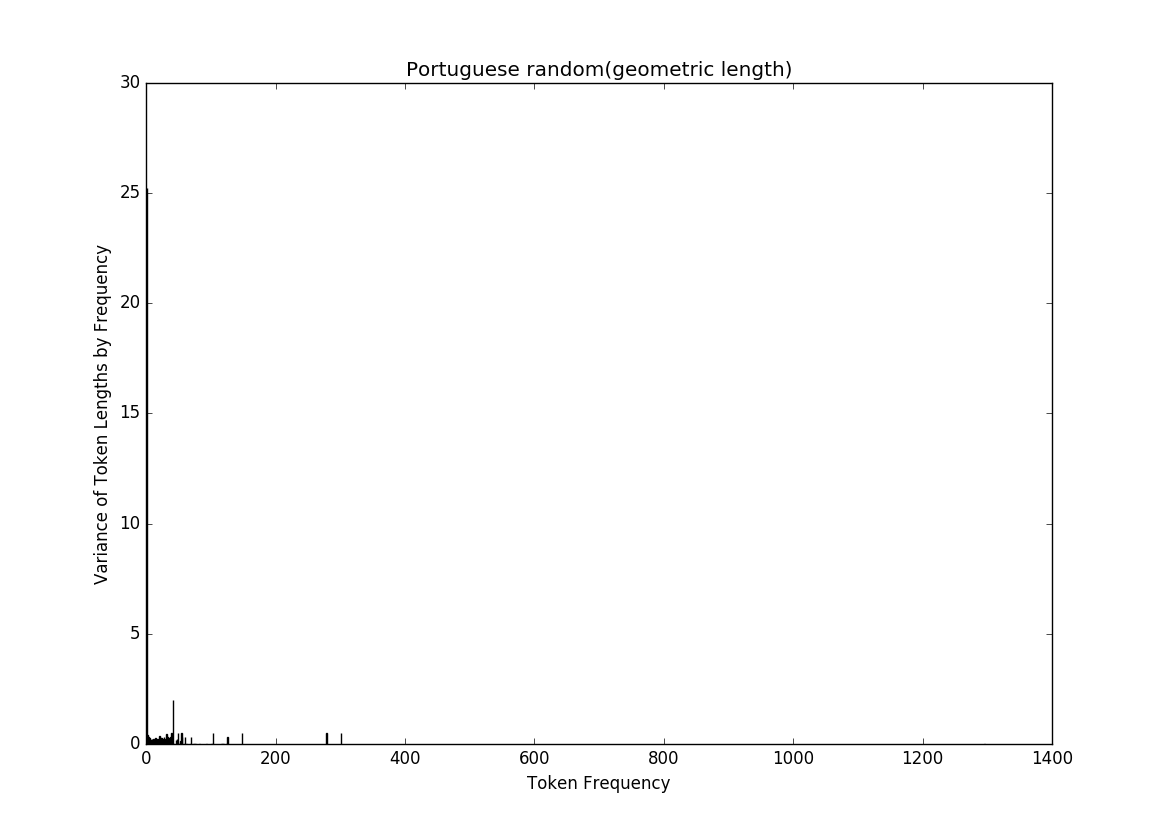 Portuguese random(geometric length)
30
25
20
15
10
5
0
Variance of Token Lengths by Frequency
0 200 400 600 800 1000 1200 1400
Token Frequency